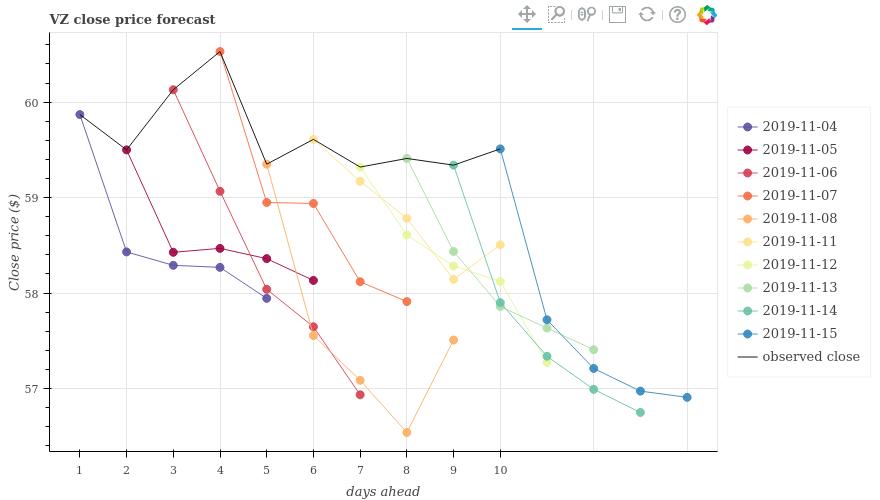 VZ close price forecast
60
59
58
57
Close price ($)
1 2 3 4 5 6 7 8 9 10
days ahead
2019-11-04
2019-11-05
2019-11-06
2019-11-07
2019-11-08
2019-11-11
2019-11-12
2019-11-13
2019-11-14
2019-11-15
observed close